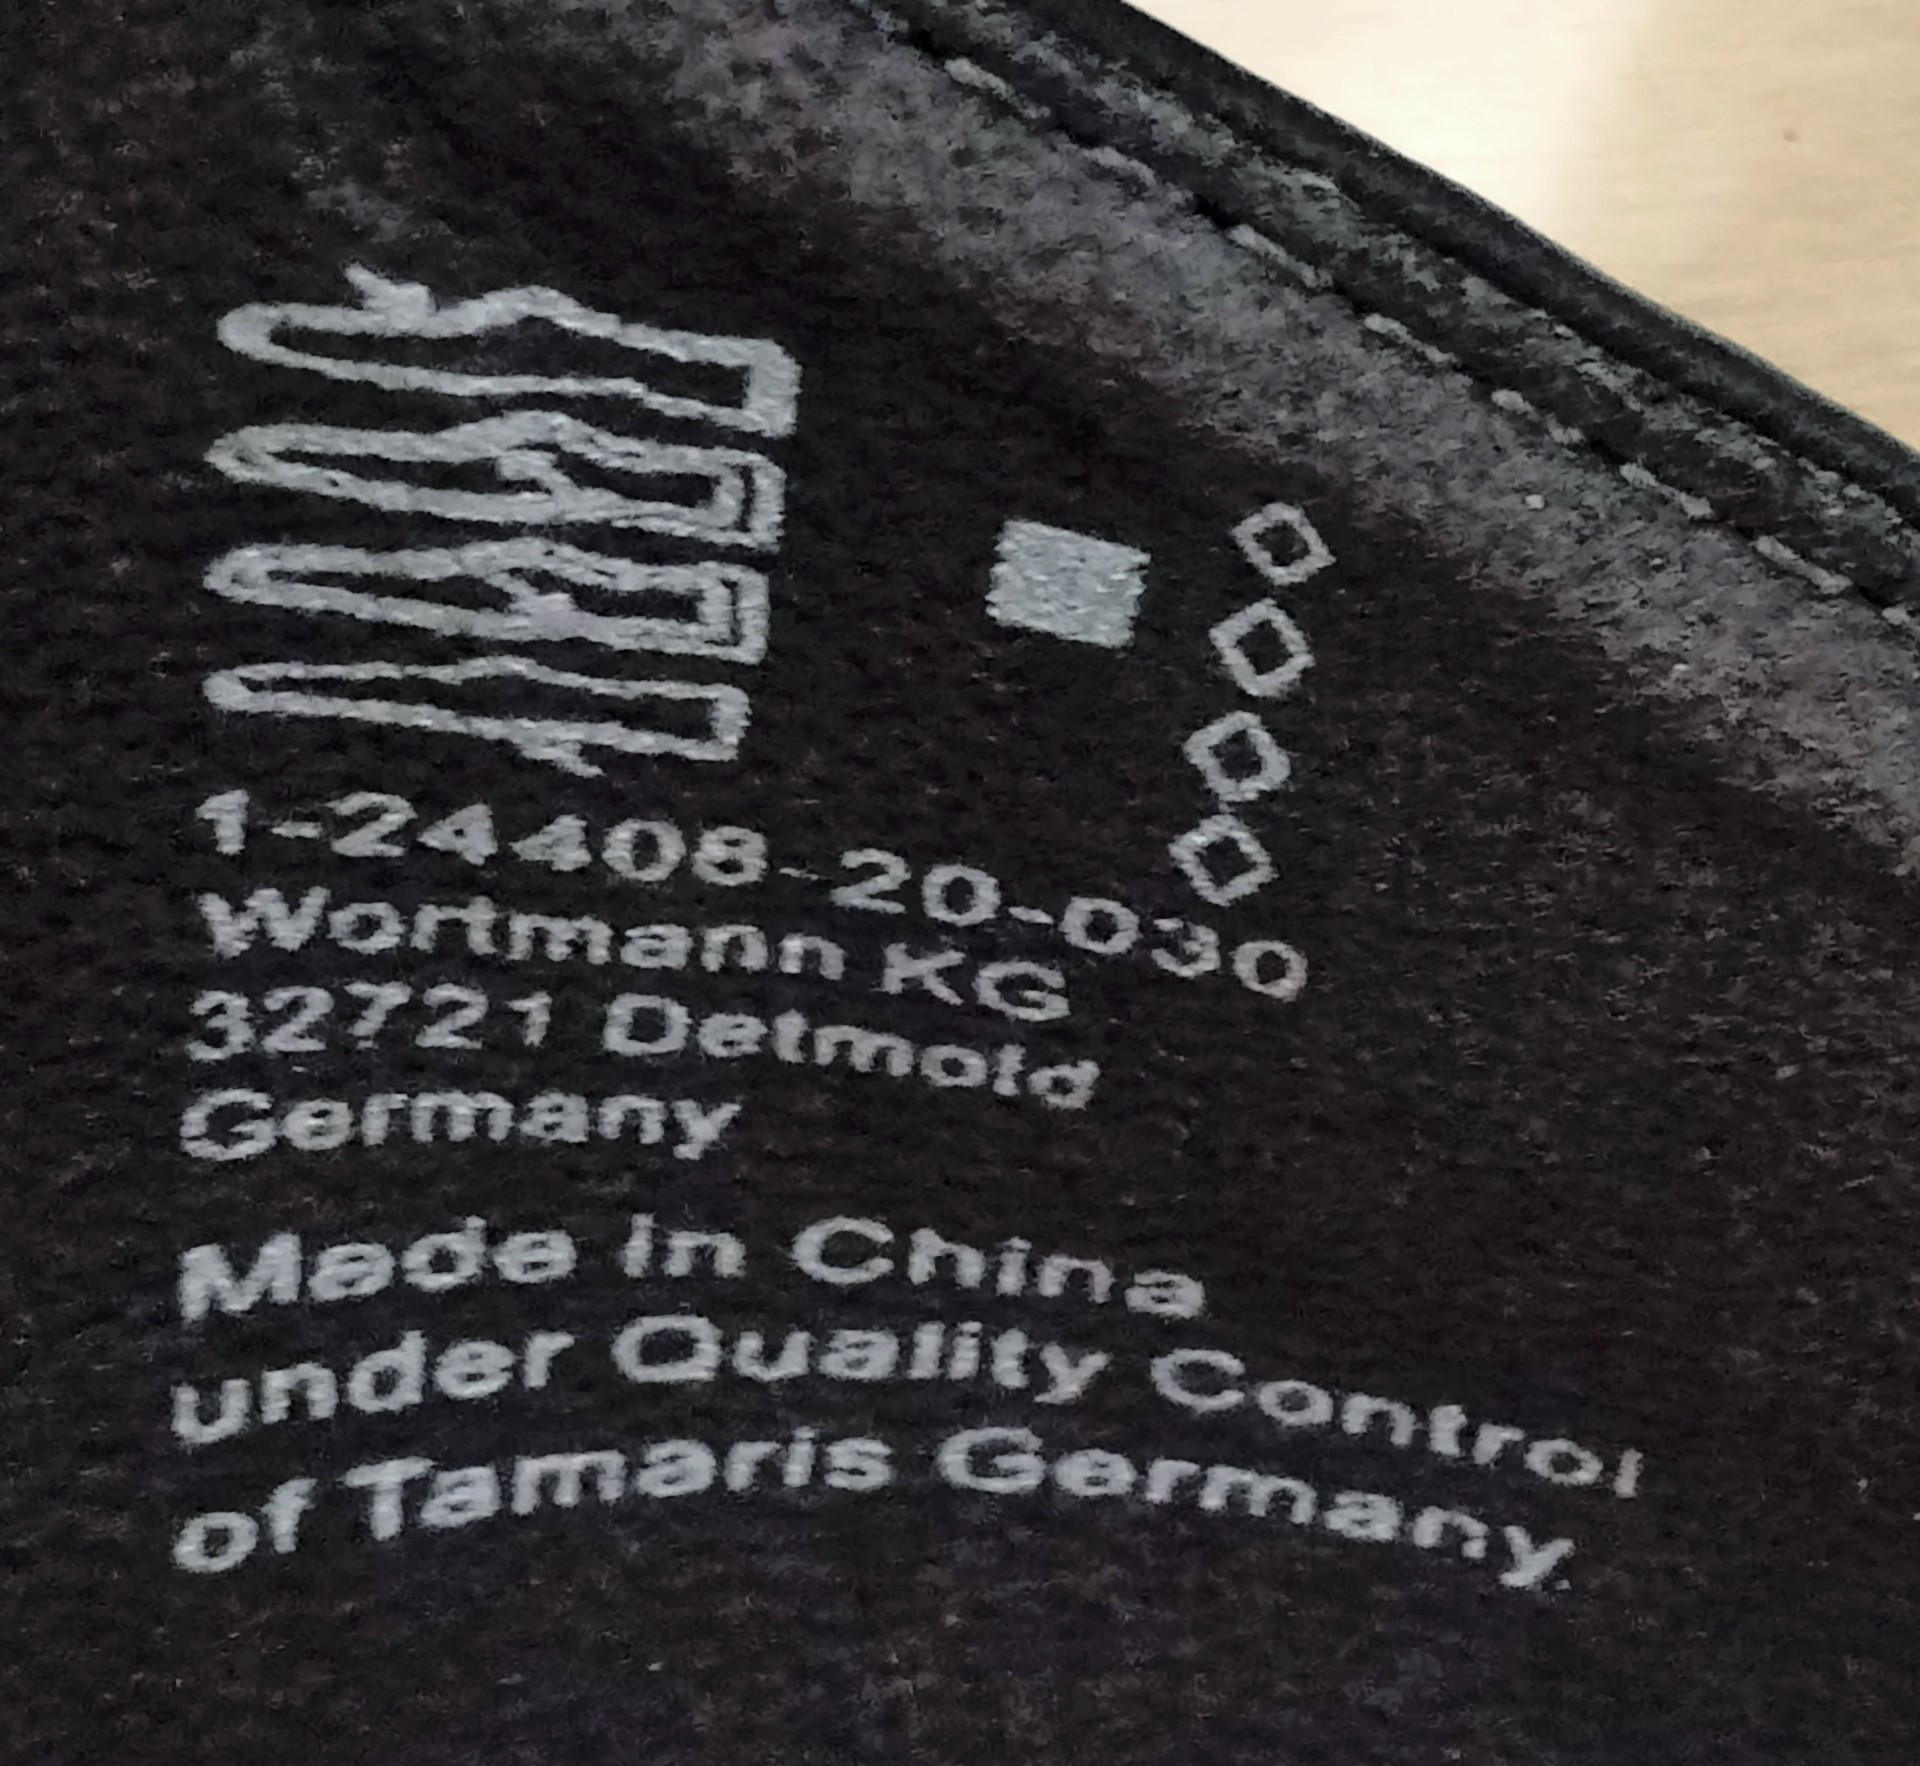 1-24408-20-030
Wortmann KG
32721 Detmold
Germany
Made in China
under Quality Control
of Tamaris Germany.